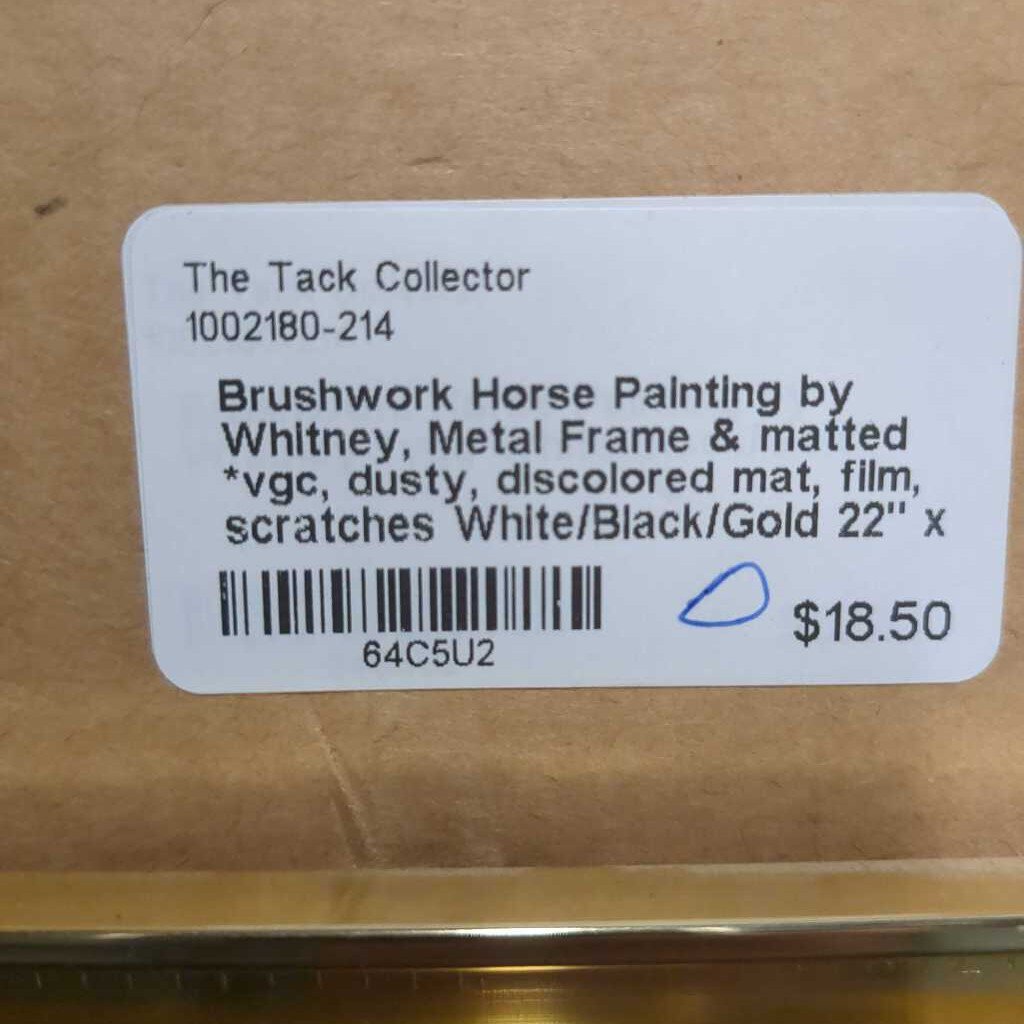 The Tack Collector
1002180-214
Brushwork Horse Painting by
Whitney, Metal Frame & matted
*vgc, dusty, discolored mat, film,
scratches White/Black/Gold 22" x
64C5U2
$18.50